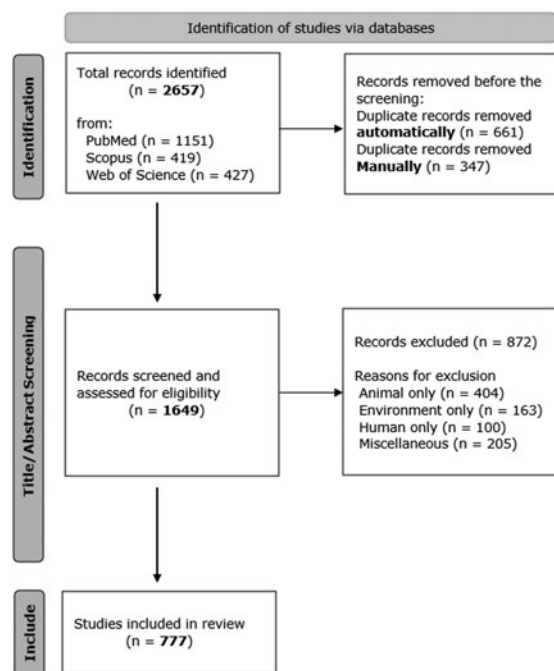 Identification of studies via databases
Identification
Total records identified
(n = 2657)
from:
PubMed (n = 1151)
Scopus (n = 419)
Web of Science (n = 427)
Records removed before the
screening:
Duplicate records removed
automatically (n = 661)
Duplicate records removed
Manually (n = 347)
Title/Abstract Screening
Records screened and
assessed for eligibility
(n = 1649)
Records excluded (n = 872)
Reasons for exclusion
Animal only (n = 404)
Environment only (n = 163)
Human only (n = 100)
Miscellaneous (n = 205)
Include
Studies included in review
(n = 777)